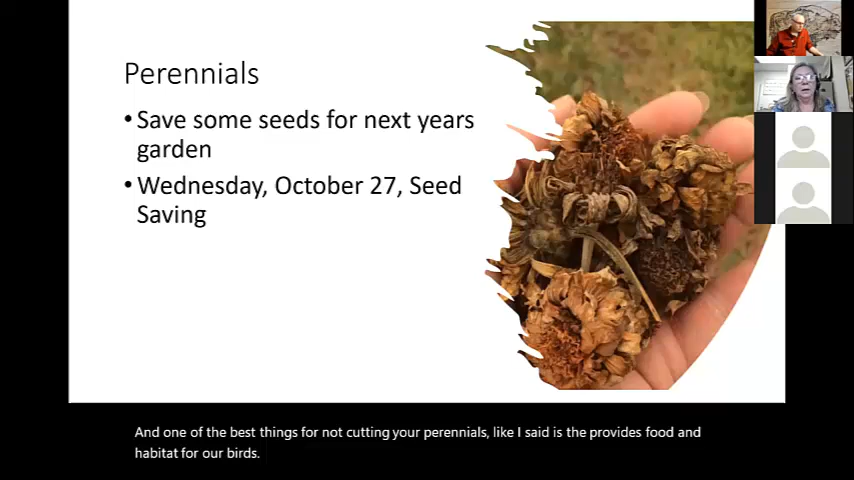 Perennials
•Save some seeds for next years
garden
•Wednesday, October 27, Seed
Saving
And one of the best things for not cutting your perennials, like I said is the provides food and
habitat for our birds.